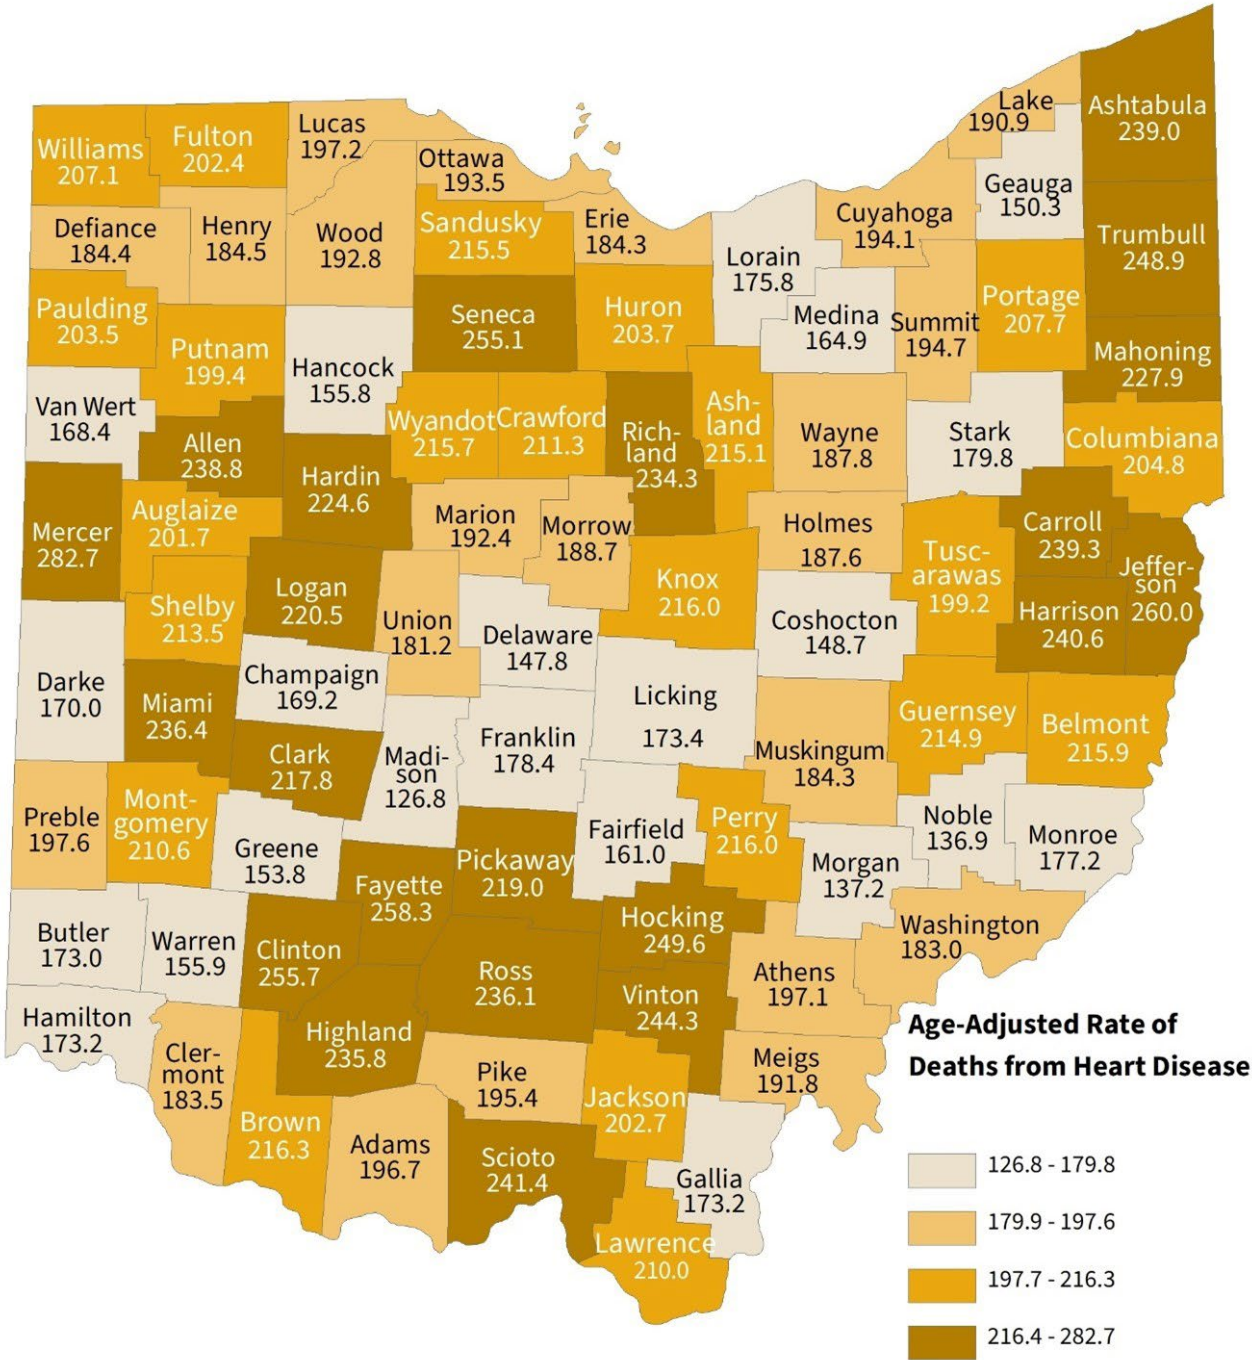 Lake
190.9
Ashtabula
239.0
Williams
207.1
Fulton
202.4
Lucas
197.2
Ottawa
193.5
Geauga
150.3
Defiance
184.4
Henry
184.5
Wood
192.8
Sandusky
215.5
Erie
184.3
Lorain
175.8
Cuyahoga
194.1
Trumbull
248.9
Paulding
203.5
Putnam
199.4
Hancock
155.8
Seneca
255.1
Huron
203.7
Medina
164.9
Summit
194.7
Portage
207.7
Mahoning
227.9
Van Wert
168.4
Allen
238.8
Hardin
224.6
Wyandot
215.7
Crawford
211.3
Rich-
land
234.3
Ash-
land
215.1
Wayne
187.8
Stark
179.8
Columbiana
204.8
Mercer
282.7
Auglaize
201.7
Marion
192.4
Morrow
188.7
Holmes
187.6
Carroll
239.3
Tusc-
arawas
199.2
Jeffer-
son
260.0
Shelby
213.5
Logan
220.5
Union
181.2
Delaware
147.8
Knox
216.0
Coshocton
148.7
Harrison
240.6
Darke
170.0
Miami
236.4
Champaign
169.2
Licking
173.4
Guernsey
214.9
Belmont
215.9
Clark
217.8
Madi-
son
126.8
Franklin
178.4
Muskingum
184.3
Preble
197.6
Mont-
gomery
210.6
Greene
153.8
Fairfield
161.0
Perry
216.0
Noble
136.9
Monroe
177.2
Morgan
137.2
Fayette
258.3
Pickaway
219.0
Hocking
249.6
Washington
183.0
Butler
173.0
Warren
155.9
Clinton
255.7
Ross
236.1
Vinton
244.3
Athens
197.1
Hamilton
173.2
Cler-
mont
183.5
Highland
235.8
Pike
195.4
Jackson
202.7
Meigs
191.8
Brown
216.3
Adams
196.7
Scioto
241.4
Gallia
173.2
Lawrence
210.0
Age-Adjusted Rate of
Deaths from Heart Disease
126.8 - 179.8
179.9 - 197.6
197.7 - 216.3
216.4 - 282.7